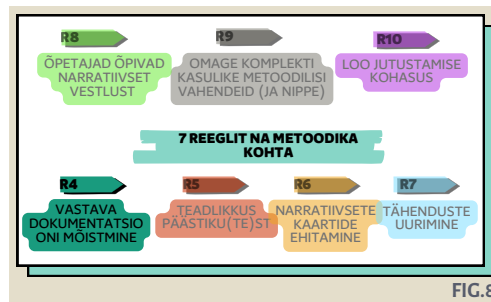 R8
R9
R10
ÕPETAJAD ÕPIVAD
NARRATIIVSET
VESTLUST
OMAGE KOMPLEKTI
KASULIKE METOODILISI
VAHENDEID (JA NIPPE)
LOO JUTUSTAMISE
KOHASUS
7 REEGLIT NA METOODIKA
KOHTA
R4
R5
R6
R7
VASTAVA
DOKUMENTATSIO
ONI MÕISTMINE
TEADLIKKUS
PÄÄSTIKU(TE)ST
NARRATIIVSETE
KAARTIDE
EHITAMINE
TÄHENDUSTE
UURIMINE
FIG.8